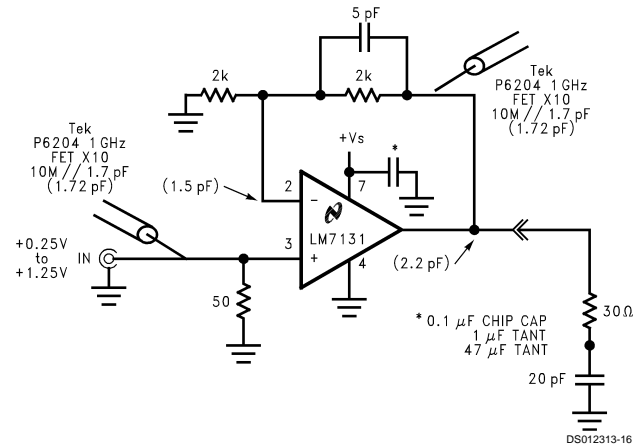 5 pF
2k
2k
Tek
P6204 1 GHz
FET X10
10M // 1.7 pF
(1.72 pF)
Tek
P6204 1 GHz
FET X10
10M // 1.7 pF
(1.72 pF)
+Vs
*
(1.5 pF)
2
7
-
LM7131
3
+
4
+0.25V
to
+1.25V
IN
50
(2.2 pF)
30Ω
* 0.1 µF CHIP CAP
1 µF TANT
47 µF TANT
20 pF
DS012313-16